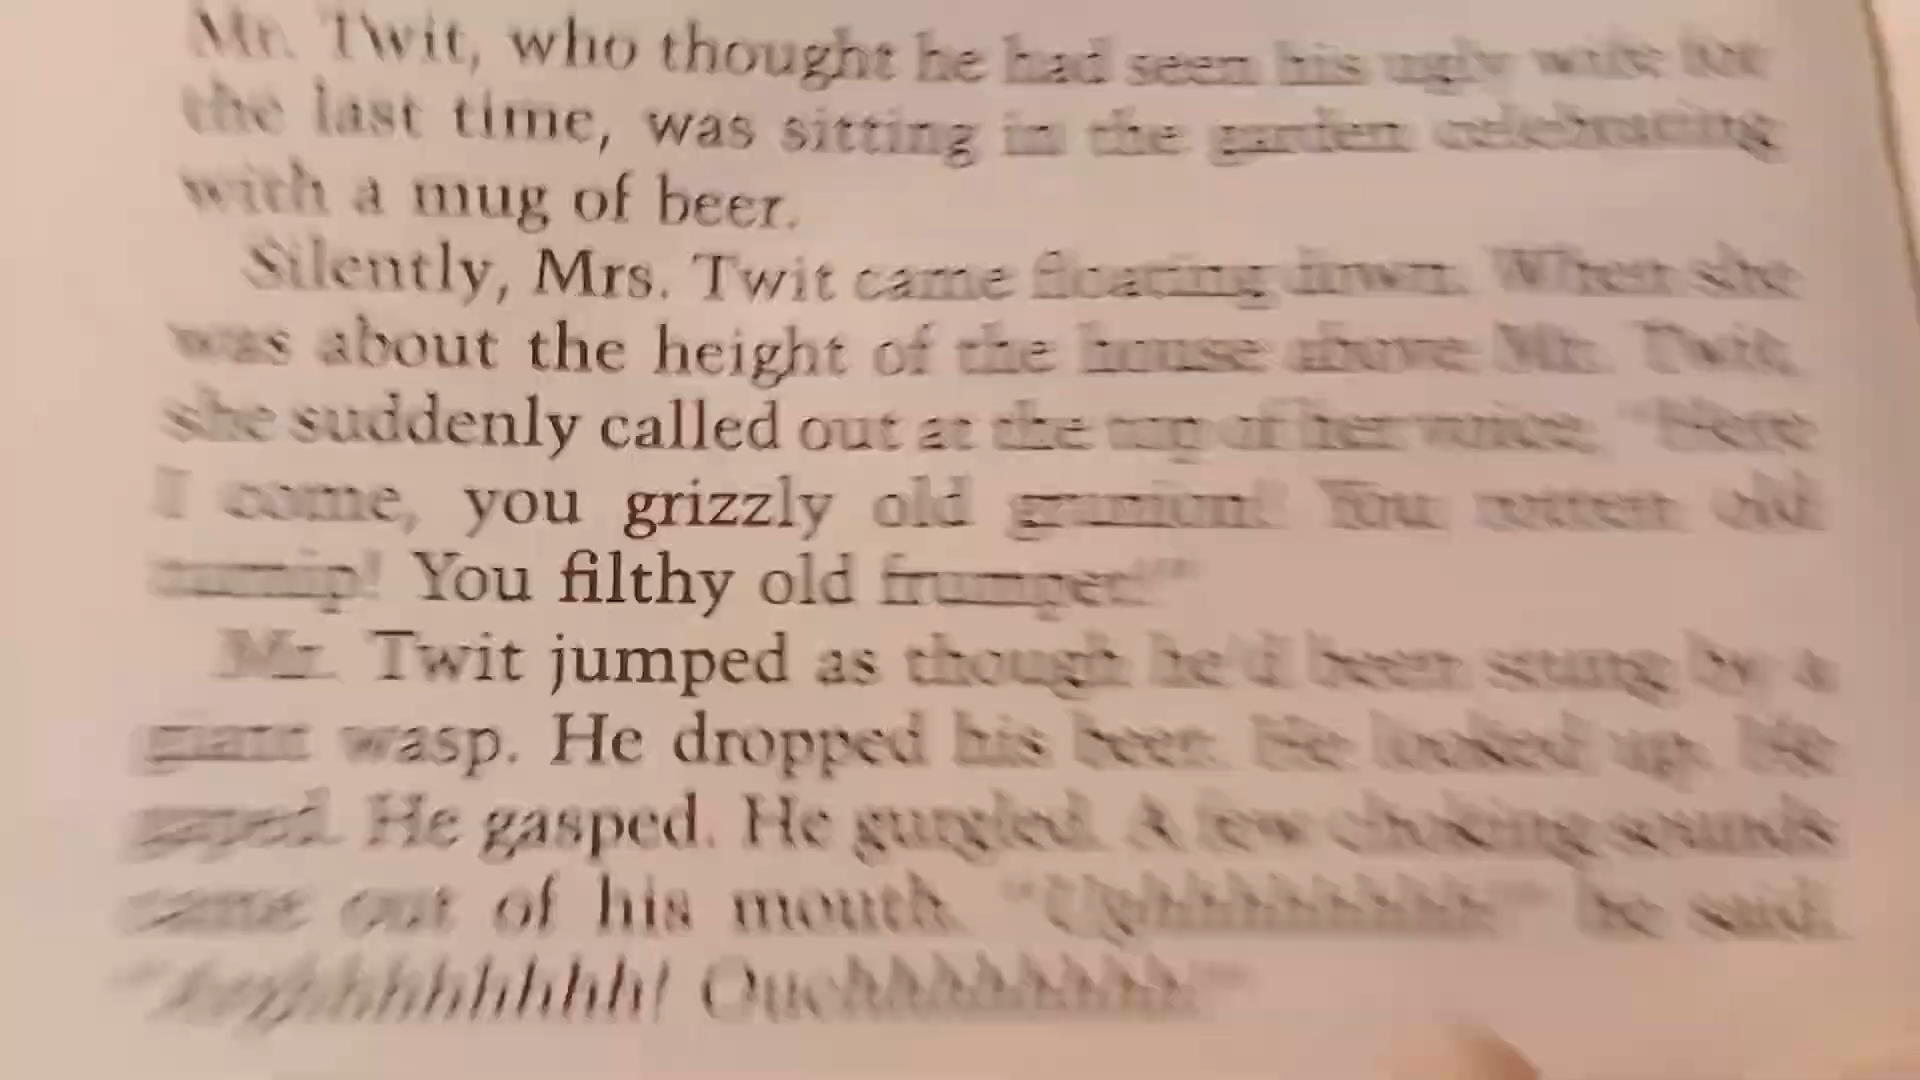 Mr. Twit, who thought he had seen his ugly wife for
the last time, was sitting in the garden celebrating
with a mug of beer.
Silently, Mrs. Twit came floating down. When she
was about the height of the house above Mr. Twit,
she suddenly called out at the top of her voice, "Here
I come, you grizzly old grunion! You rotten old
turnip! You filthy old frumpet!"
Mr. Twit jumped as though he'd been stung by a
giant wasp. He dropped his beer. He looked up. He
gaped. He gasped. He gurgled. A few choking sounds
came out of his mouth. he said.